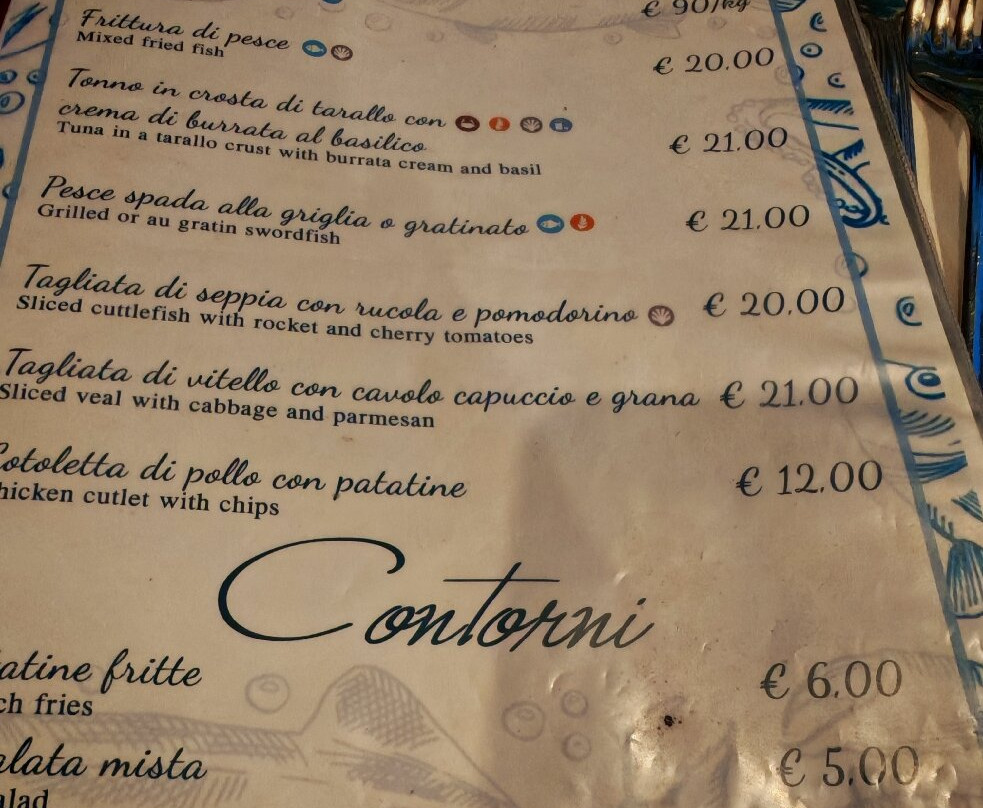 € 90/kg
Frittura di pesce € 20.00
Mixed fried fish
Tonno in crosta di tarallo con
crema di burrata al basilico € 21.00
Tuna in a tarallo crust with burrata cream and basil
Pesce spada alla griglia o gratinato € 21.00
Grilled or au gratin swordfish
Tagliata di seppia con rucola e pomodorino € 20.00
Sliced cuttlefish with rocket and cherry tomatoes
Tagliata di vitello con cavolo capuccio e grana € 21.00
Sliced veal with cabbage and parmesan
otoletta di pollo con patatine € 12.00
hicken cutlet with chips
Contorni
atine fritte € 6.00
ch fries
alata mista € 5.00
alad